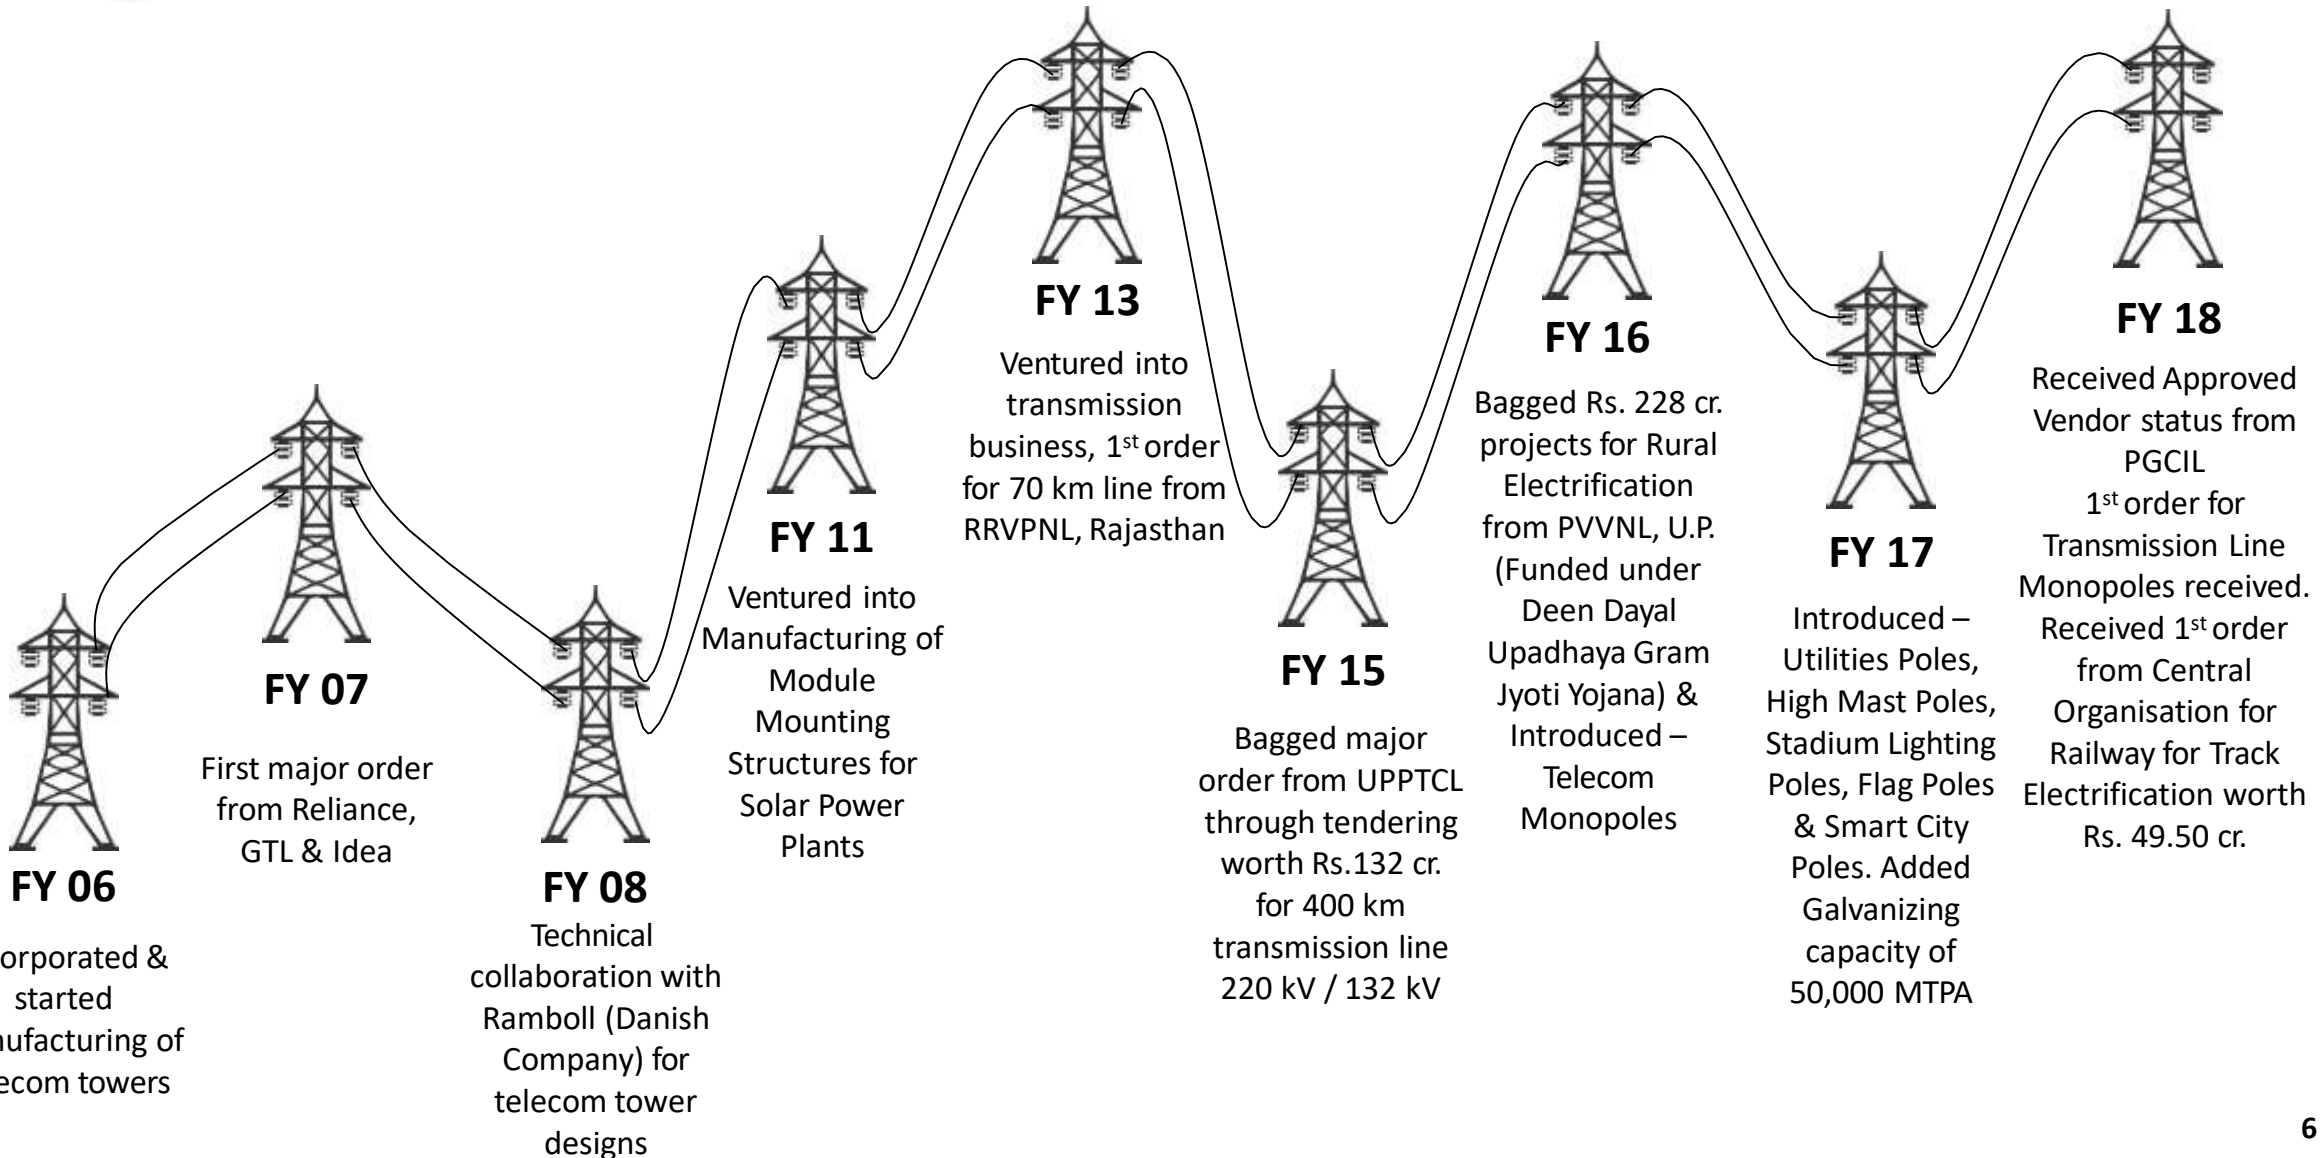 FY 06
orporated &
started
nufacturing of
ecom towers
FY 07
First major order
from Reliance,
GTL & Idea
FY 08
Technical
collaboration with
Ramboll (Danish
Company) for
telecom tower
designs
FY 11
Ventured into
Manufacturing of
Module
Mounting
Structures for
Solar Power
Plants
FY 13
Ventured into
transmission
business, 1st order
for 70 km line from
RRVPNL, Rajasthan
FY 15
Bagged major
order from UPPTCL
through tendering
worth Rs.132 cr.
for 400 km
transmission line
220 kV / 132 kV
FY 16
Bagged Rs. 228 cr.
projects for Rural
Electrification
from PVVNL, U.P.
(Funded under
Deen Dayal
Upadhaya Gram
Jyoti Yojana) &
Introduced –
Telecom
Monopoles
FY 17
Introduced –
Utilities Poles,
High Mast Poles,
Stadium Lighting
Poles, Flag Poles
& Smart City
Poles. Added
Galvanizing
capacity of
50,000 MTPA
FY 18
Received Approved
Vendor status from
PGCIL
1st order for
Transmission Line
Monopoles received.
Received 1st order
from Central
Organisation for
Railway for Track
Electrification worth
Rs. 49.50 cr.
6